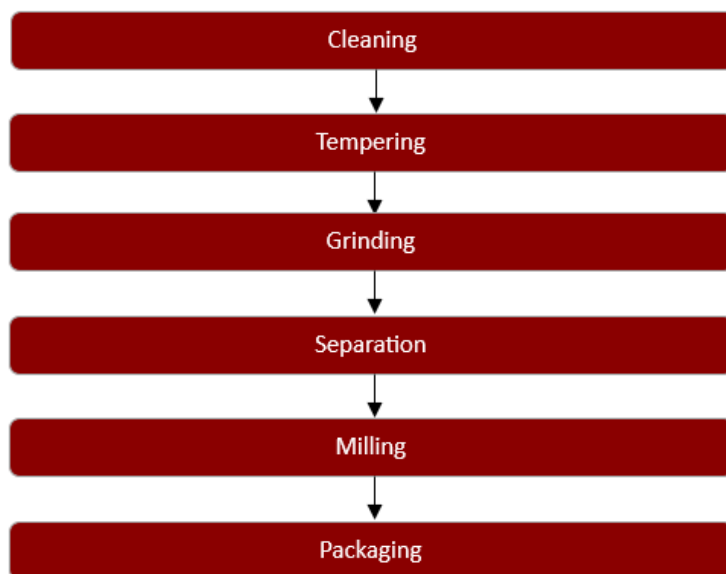 Cleaning
Tempering
Grinding
Separation
Milling
Packaging